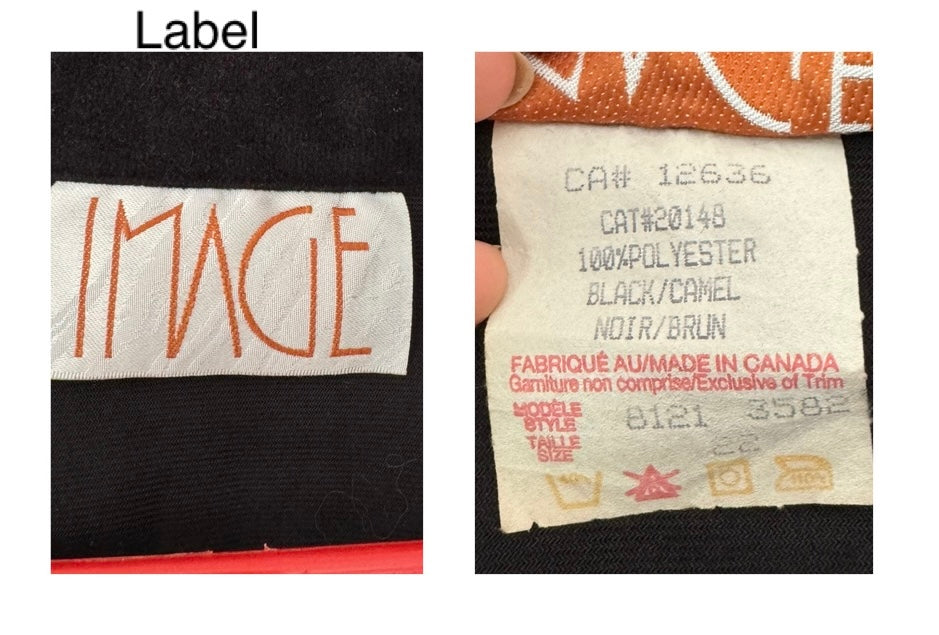 Label
IMAGE
CA# 12636
CAT#20148
100%POLYESTER
BLACK/CAMEL
NOIR/BRUN
FABRIQUÉ AU/MADE IN CANADA
Garniture non comprise/Exclusive of Trim
MODÈLE
STYLE
8121 3582
TAILLE
SIZE
22